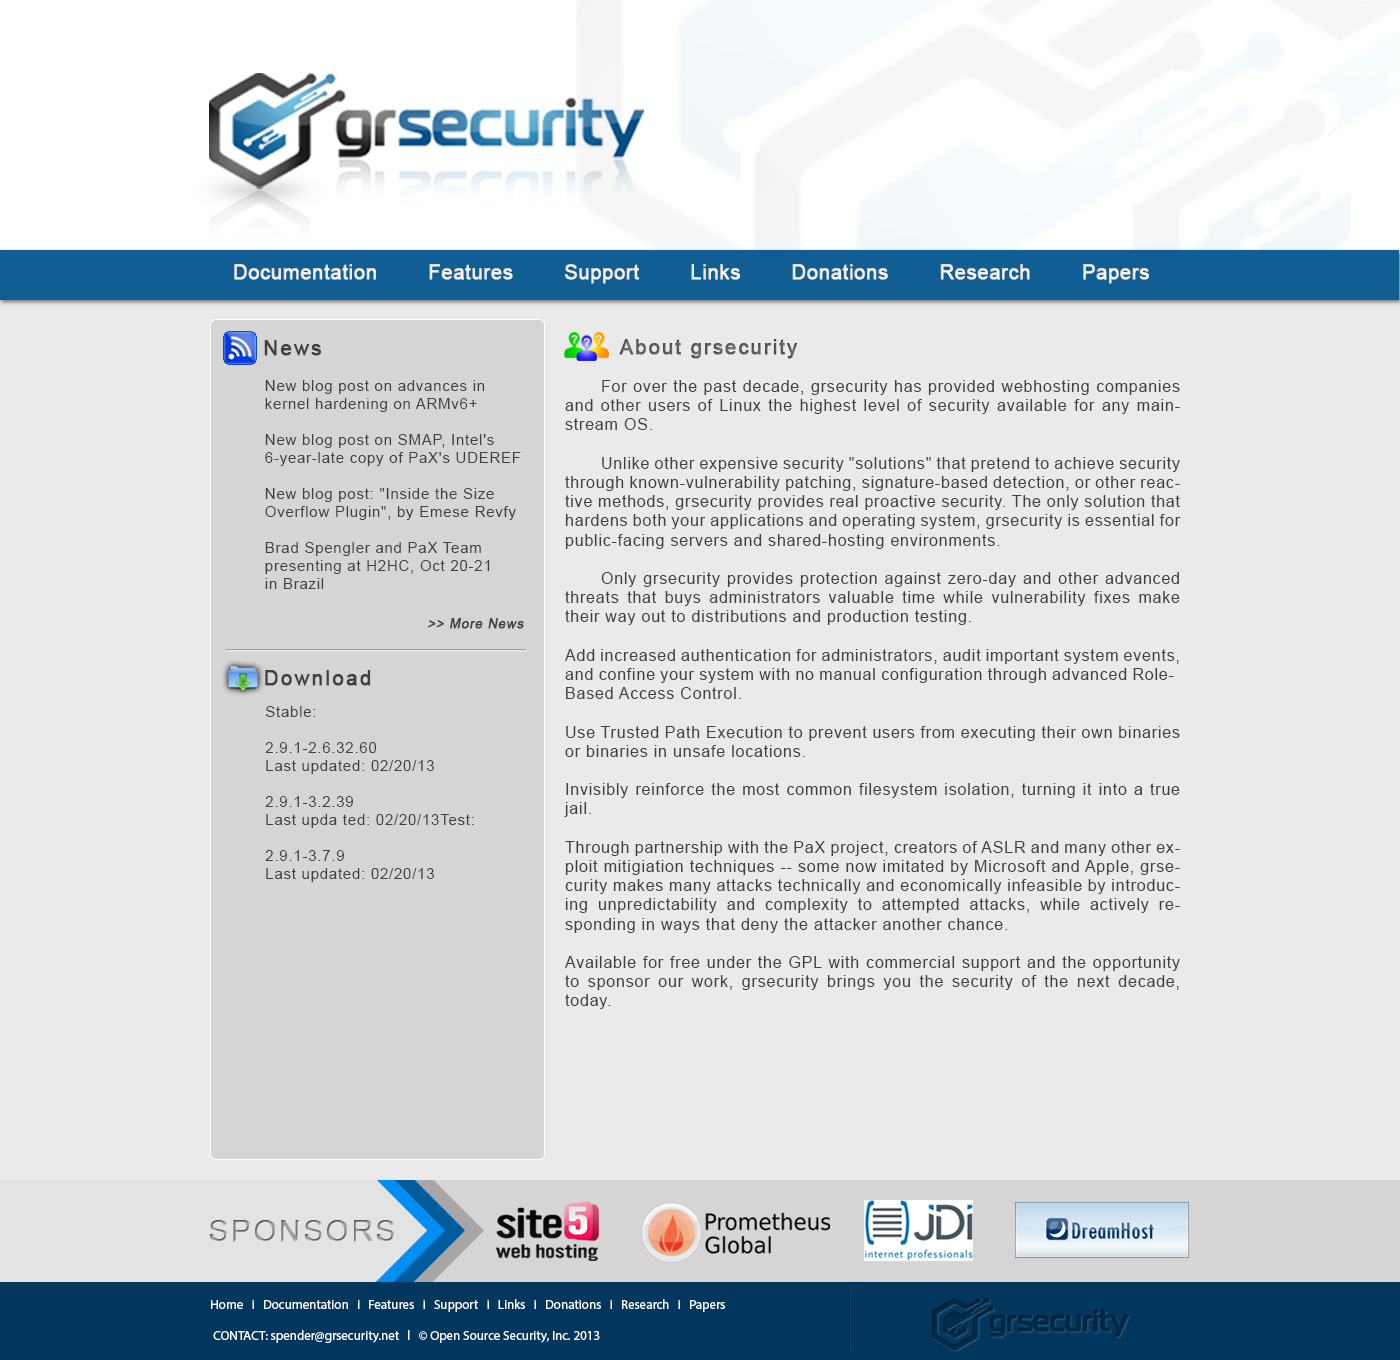 grsecurity
Documentation Features Support Links Donations Research Papers
News
New blog post on advances in
kernel hardening on ARMv6+
New blog post on SMAP, Intel's
6-year-late copy of PaX's UDEREF
New blog post: "Inside the Size
Overflow Plugin", by Emese Revfy
Brad Spengler and PaX Team
presenting at H2HC, Oct 20-21
in Brazil
>> More News
Download
Stable:
2.9.1-2.6.32.60
Last updated: 02/20/13
2.9.1-3.2.39
Last upda ted: 02/20/13Test:
2.9.1-3.7.9
Last updated: 02/20/13
About grsecurity
For over the past decade, grsecurity has provided webhosting companies
and other users of Linux the highest level of security available for any main-
stream OS.
Unlike other expensive security "solutions" that pretend to achieve security
through known-vulnerability patching, signature-based detection, or other reac-
tive methods, grsecurity provides real proactive security. The only solution that
hardens both your applications and operating system, grsecurity is essential for
public-facing servers and shared-hosting environments.
Only grsecurity provides protection against zero-day and other advanced
threats that buys administrators valuable time while vulnerability fixes make
their way out to distributions and production testing.
Add increased authentication for administrators, audit important system events,
and confine your system with no manual configuration through advanced Role-
Based Access Control.
Use Trusted Path Execution to prevent users from executing their own binaries
or binaries in unsafe locations.
Invisibly reinforce the most common filesystem isolation, turning it into a true
jail.
Through partnership with the PaX project, creators of ASLR and many other ex-
ploit mitigiation techniques -- some now imitated by Microsoft and Apple, grse-
curity makes many attacks technically and economically infeasible by introduc-
ing unpredictability and complexity to attempted attacks, while actively re-
sponding in ways that deny the attacker another chance.
Available for free under the GPL with commercial support and the opportunity
to sponsor our work, grsecurity brings you the security of the next decade,
today.
SPONSORS
site5
web hosting
Prometheus
Global
JDi
internet professionals
DreamHost
Home | Documentation | Features | Support | Links | Donations | Research | Papers
CONTACT: spender@grsecurity.net | © Open Source Security, Inc. 2013
grsecurity